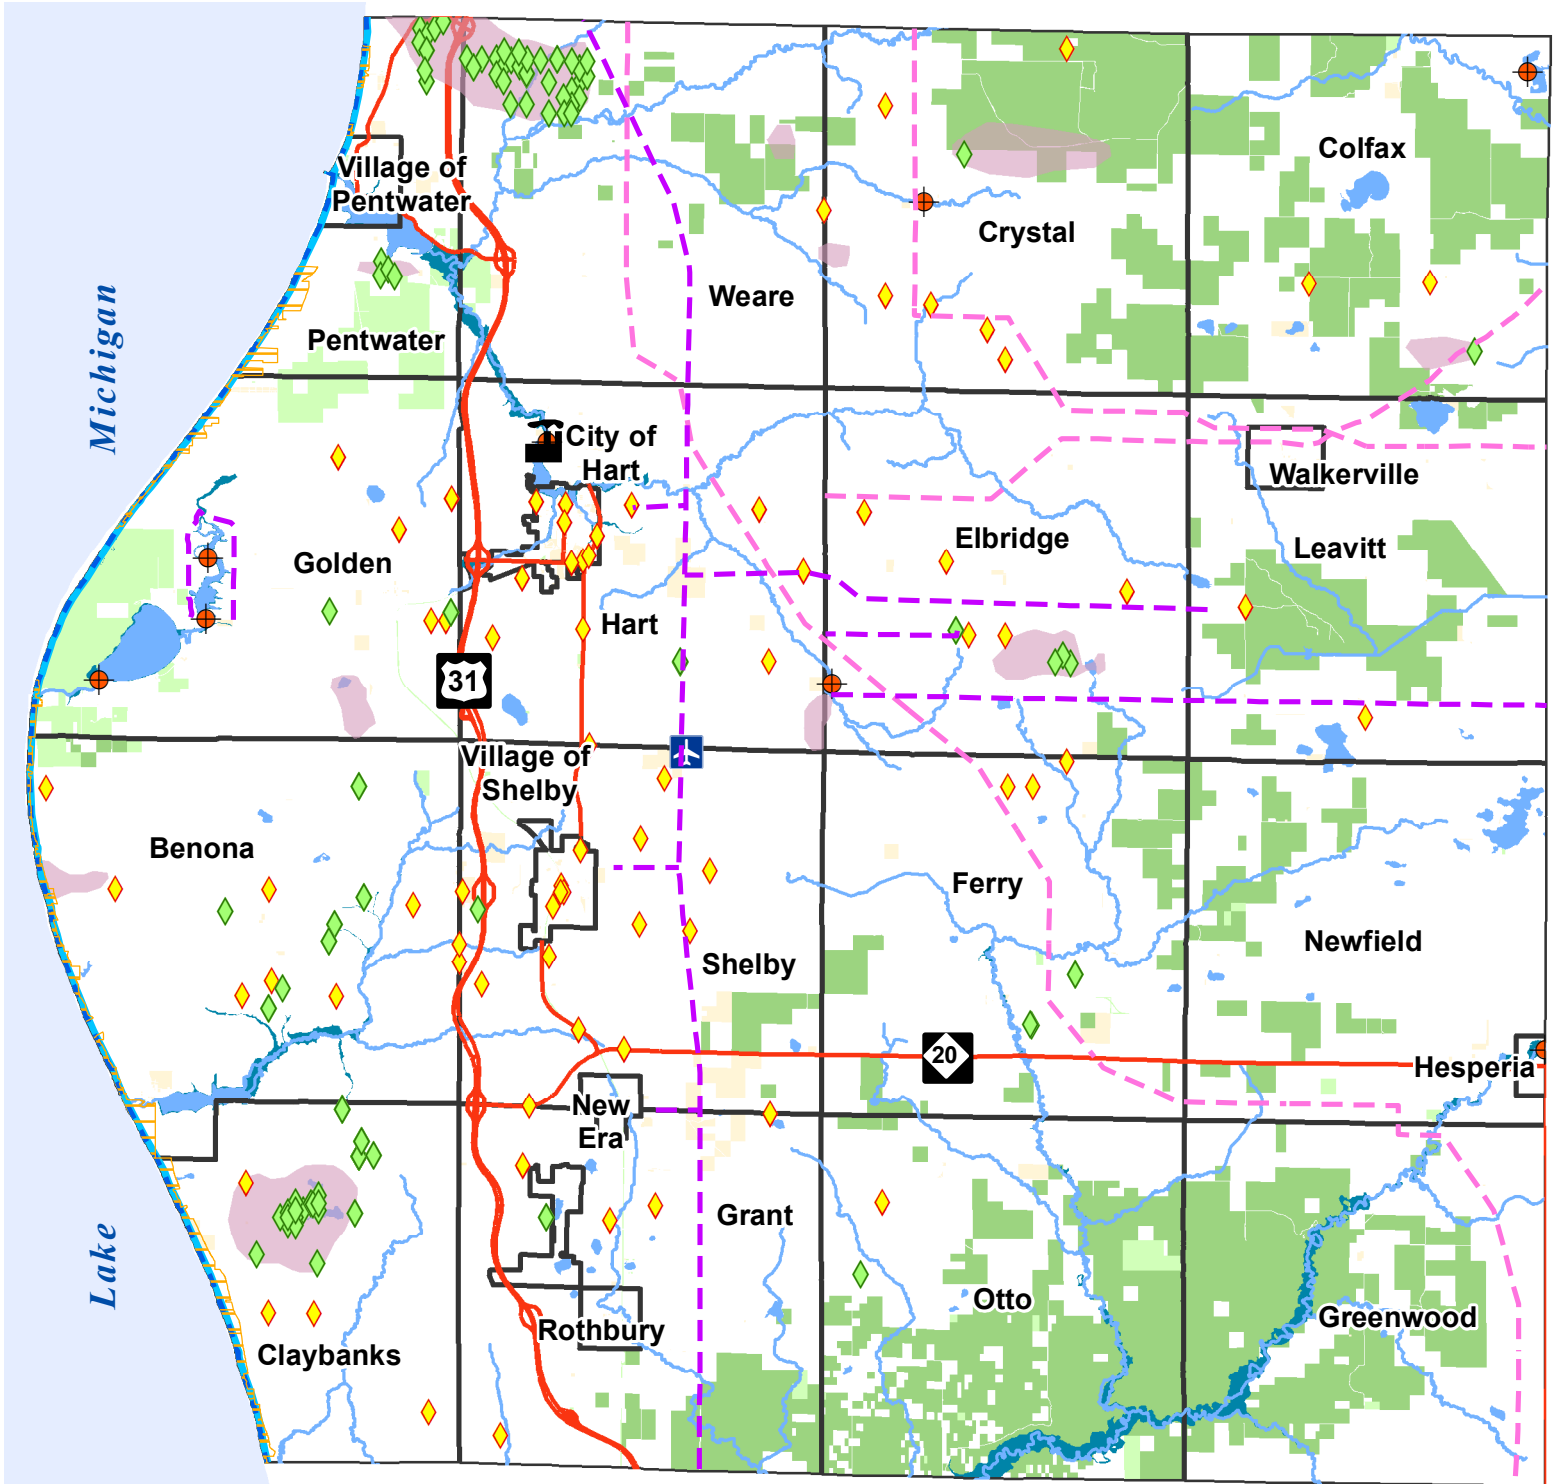 Colfax
Village of
Pentwater
Crystal
Weare
Michigan
Pentwater
City of
Hart
Walkerville
Elbridge
Leavitt
Golden
Hart
31
Village of
Shelby
Benona
Ferry
Newfield
Shelby
20
Hesperia
New
Era
Grant
Lake
Otto
Greenwood
Rothbury
Claybanks